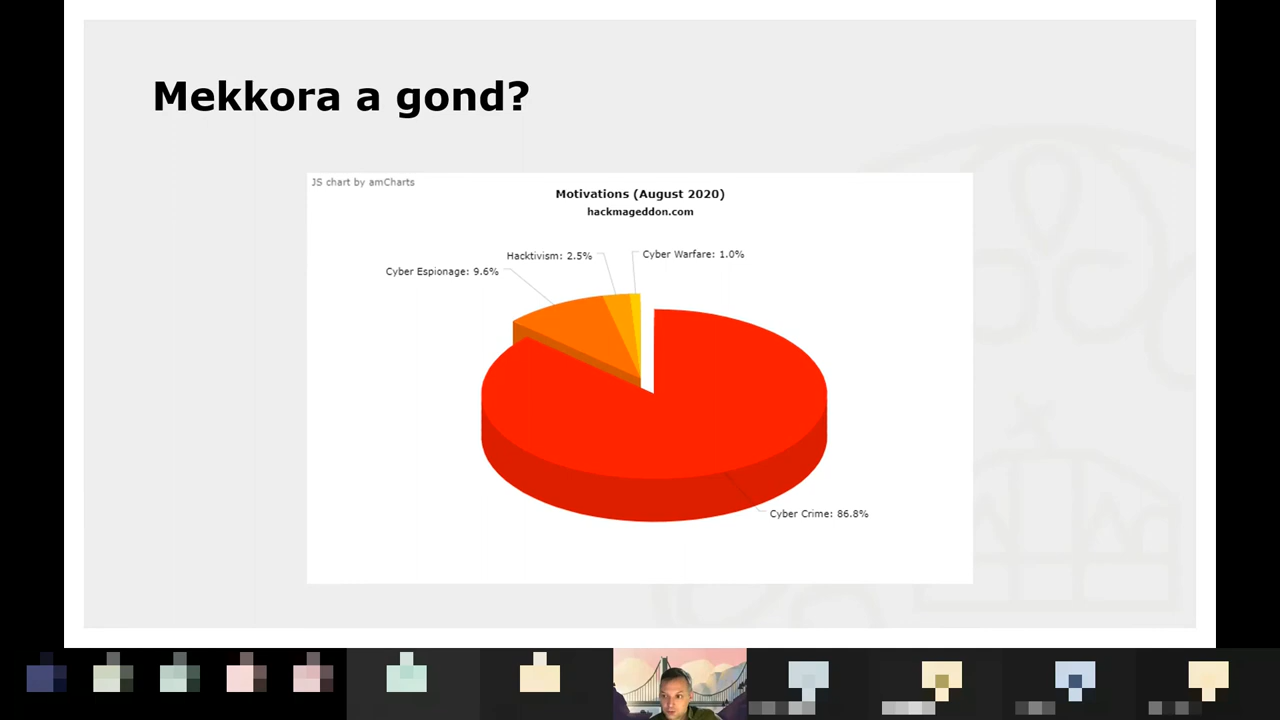 Mekkora a gond?
JS chart by amCharts
Motivations (August 2020)
hackmageddon.com
Hacktivism: 2.5%
Cyber Warfare: 1.0%
Cyber Espionage: 9.6%
Cyber Crime: 86.8%